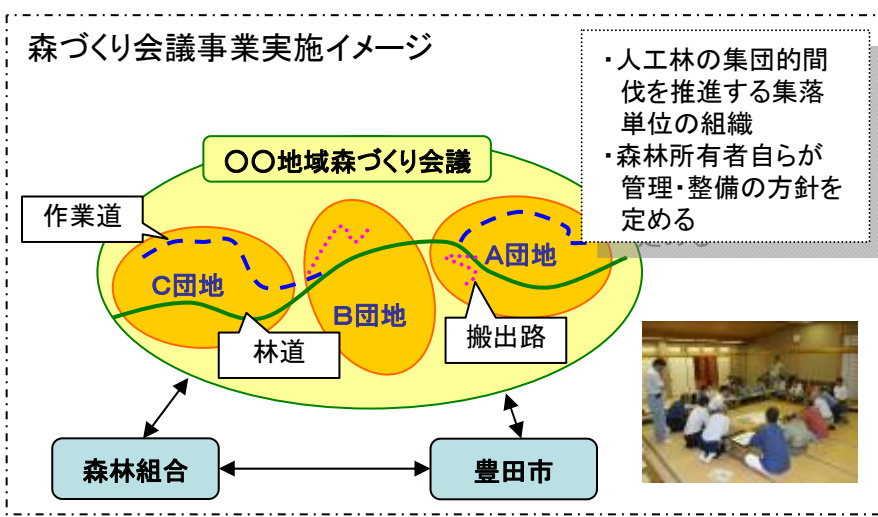 森づくり会議事業実施イメージ
・人工林の集団的間
伐を推進する集落
単位の組織
・森林所有者自らが
管理・整備の方針を
定める
〇〇地域森づくり会議
作業道
C団地
B団地
A団地
林道
搬出路
森林組合
豊田市